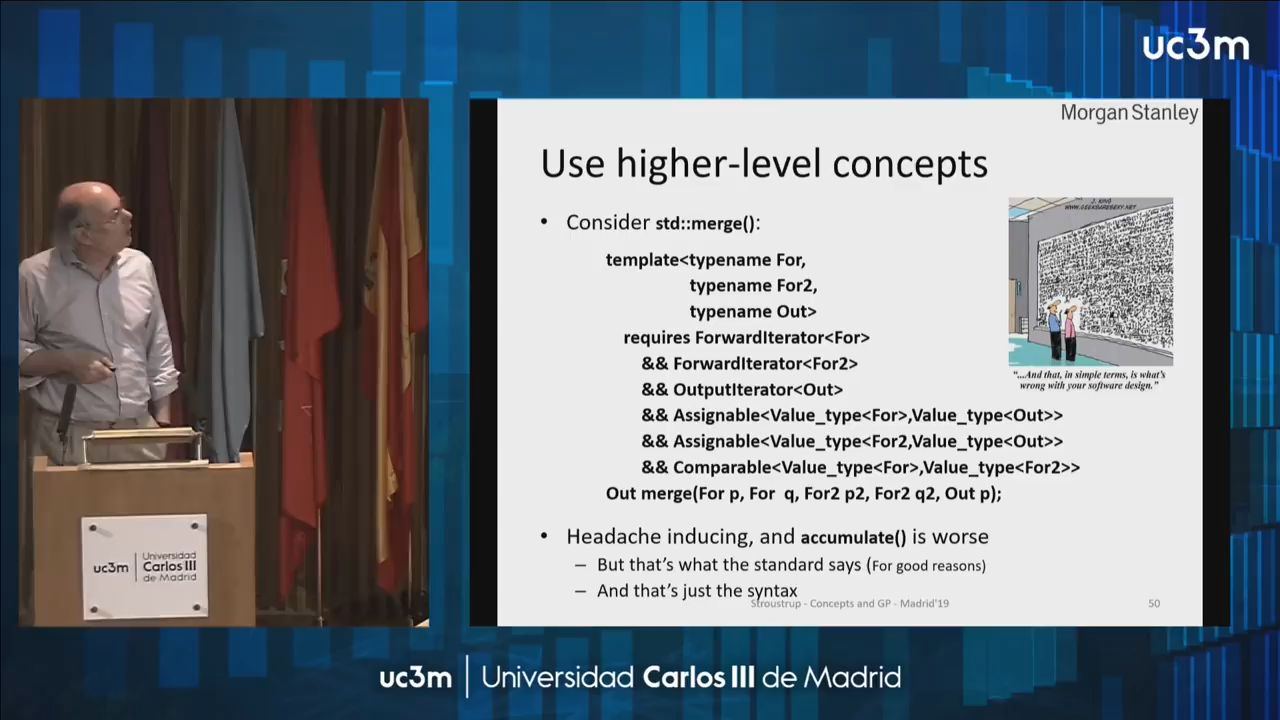 uc3m
Morgan Stanley
Use higher-level concepts
• Consider std::merge():
template<typename For,
typename For2,
typename Out>
requires ForwardIterator<For>
&& ForwardIterator<For2>
&& OutputIterator<Out>
&& Assignable<Value_type<For>,Value_type<Out>>
&& Assignable<Value_type<For2,Value_type<Out>>
&& Comparable<Value_type<For>,Value_type<For2>>
Out merge(For p, For q, For2 p2, For2 q2, Out p);
J. KING
WWW.GEEKSARESEXY.NET
"...And that, in simple terms, is what's
wrong with your software design."
• Headache inducing, and accumulate() is worse
– But that's what the standard says (For good reasons)
– And that's just the syntax
Stroustrup - Concepts and GP - Madrid'19
50
uc3m
Universidad
Carlos III
de Madrid
uc3m | Universidad Carlos III de Madrid